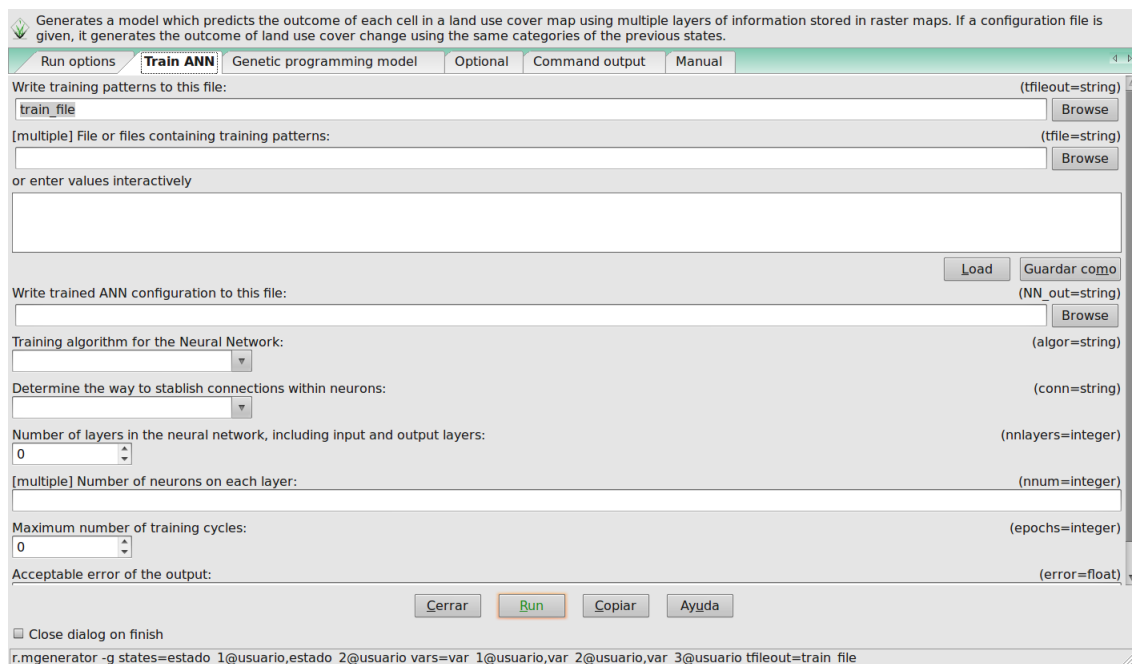 Generates a model which predicts the outcome of each cell in a land use cover map using multiple layers of information stored in raster maps. If a configuration file is
given, it generates the outcome of land use cover change using the same categories of the previous states.
Run options Train ANN Genetic programming model Optional Command output Manual
Write training patterns to this file: (tfileout=string)
train_file Browse
[multiple] File or files containing training patterns: (tfile=string)
Browse
or enter values interactively
Load Guardar como
Write trained ANN configuration to this file: (NN_out=string)
Browse
Training algorithm for the Neural Network: (algor=string)
Determine the way to stablish connections within neurons: (conn=string)
Number of layers in the neural network, including input and output layers: (nnlayers=integer)
0
[multiple] Number of neurons on each layer: (nnum=integer)
Maximum number of training cycles: (epochs=integer)
0
Acceptable error of the output: (error=float)
Cerrar Run Copiar Ayuda
Close dialog on finish
r.mgenerator -g states=estado_1@usuario,estado_2@usuario vars=var_1@usuario,var_2@usuario,var_3@usuario tfileout=train_file